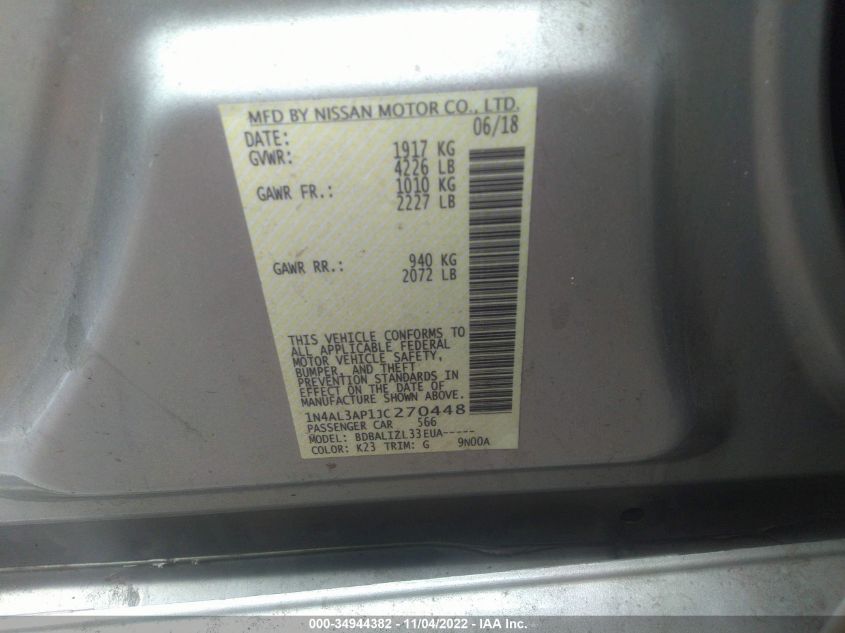 MFD BY NISSAN MOTOR CO., LTD.
DATE: 06/18
GVWR: 1917 KG
4226 LB
GAWR FR.: 1010 KG
2227 LB
GAWR RR.: 940 KG
2072 LB
THIS VEHICLE CONFORMS TO
ALL APPLICABLE FEDERAL
MOTOR VEHICLE SAFETY,
BUMPER, AND THEFT
PREVENTION STANDARDS IN
EFFECT ON THE DATE OF
MANUFACTURE SHOWN ABOVE.
1N4AL3AP1JC270448
PASSENGER CAR 566
MODEL: BDBALIZL33EUA-----
COLOR: K23 TRIM: G 9N00A
000-34944382 - 11/04/2022 - IAA Inc.